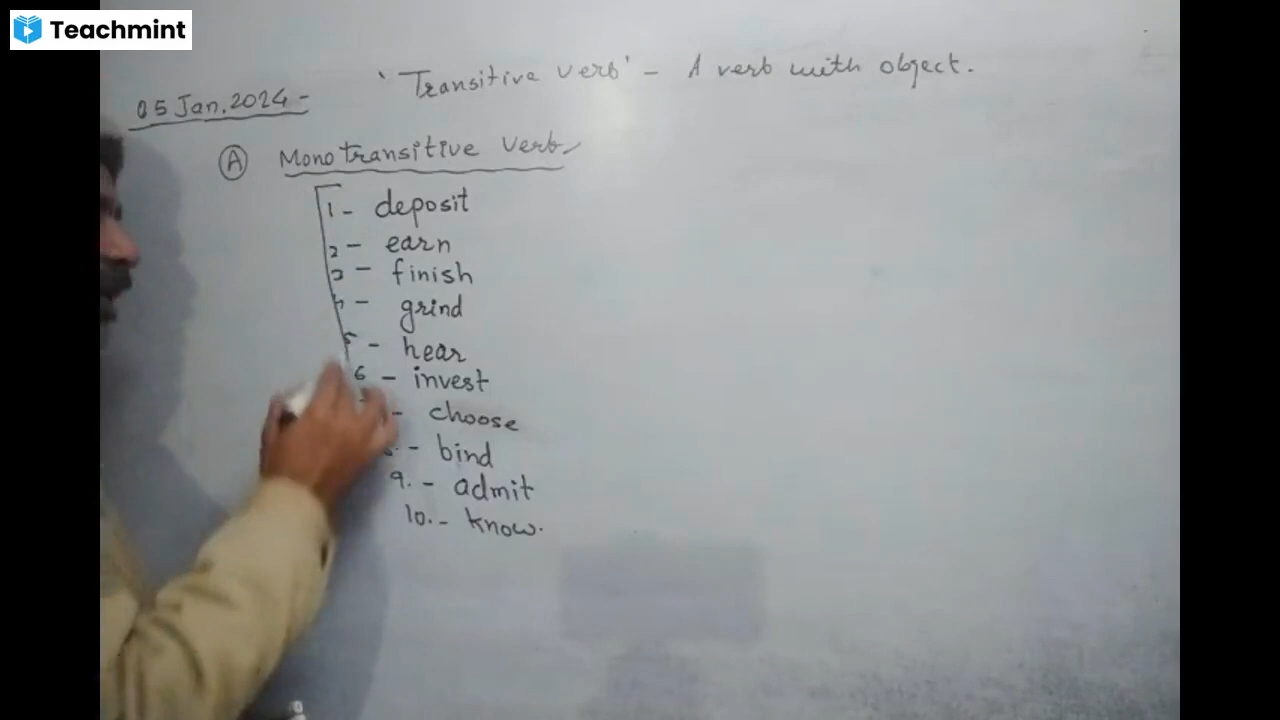 Teachmint
'Transitive verb' - A verb with object.
05 Jan. 2024 -
A Monotransitive verb
1 - deposit
2 - earn
3 - finish
4 - grind
5 - hear
6 - invest
- choose
8. - bind
9. - admit
10. - know.